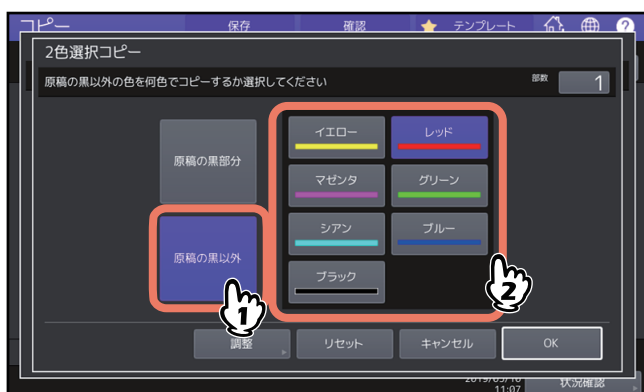 コピー
保存
確認
テンプレート
?
2色選択コピー
原稿の黒以外の色を何色でコピーするか選択してください
部数
1
原稿の黒部分
原稿の黒以外
イエロー
レッド
マゼンタ
グリーン
シアン
ブルー
ブラック
1
2
調整
リセット
キャンセル
OK
11:07
状況確認